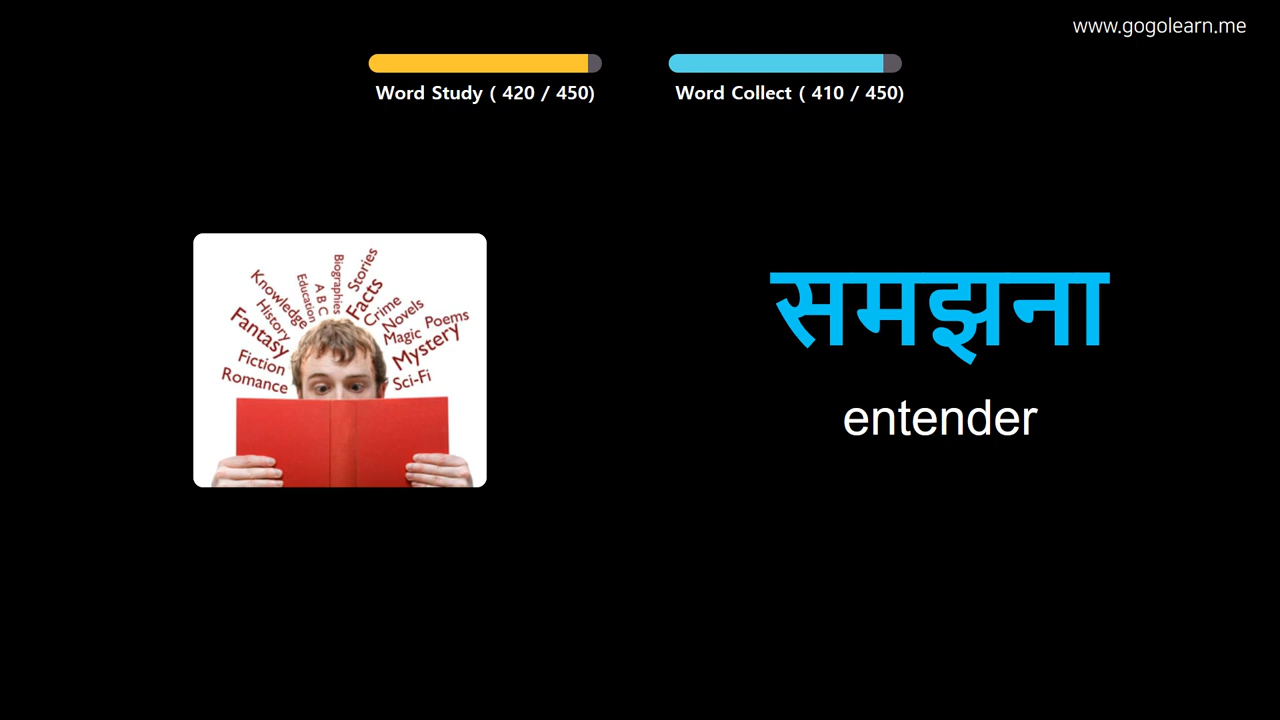 www.gogolearn.me
Word Study ( 420 / 450)
Word Collect ( 410 / 450)
Knowledge
History
Fantasy
Fiction
Romance
Education
A B C
Biographies
Stories
Facts
Crime
Novels
Magic
Poems
Mystery
Sci-Fi
समझना
entender